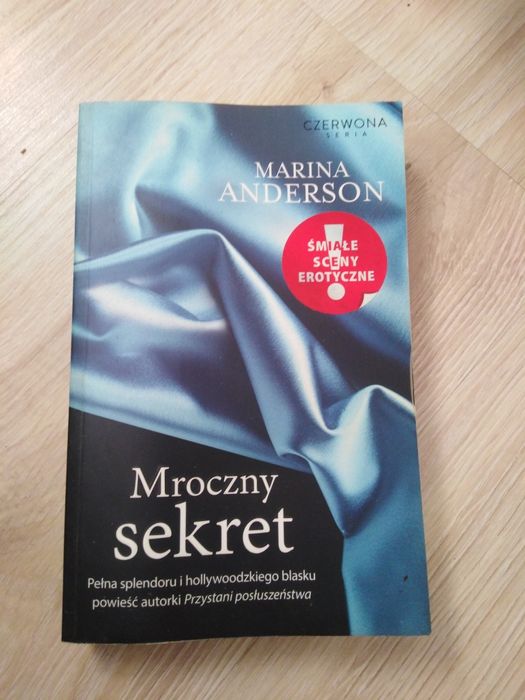 CZERWONA
SERIA
MARINA
ANDERSON
ŚMIAŁE
SCENY
EROTYCZNE
Mroczny
sekret
Pełna splendoru i hollywoodzkiego blasku
powieść autorki Przystani posłuszeństwa